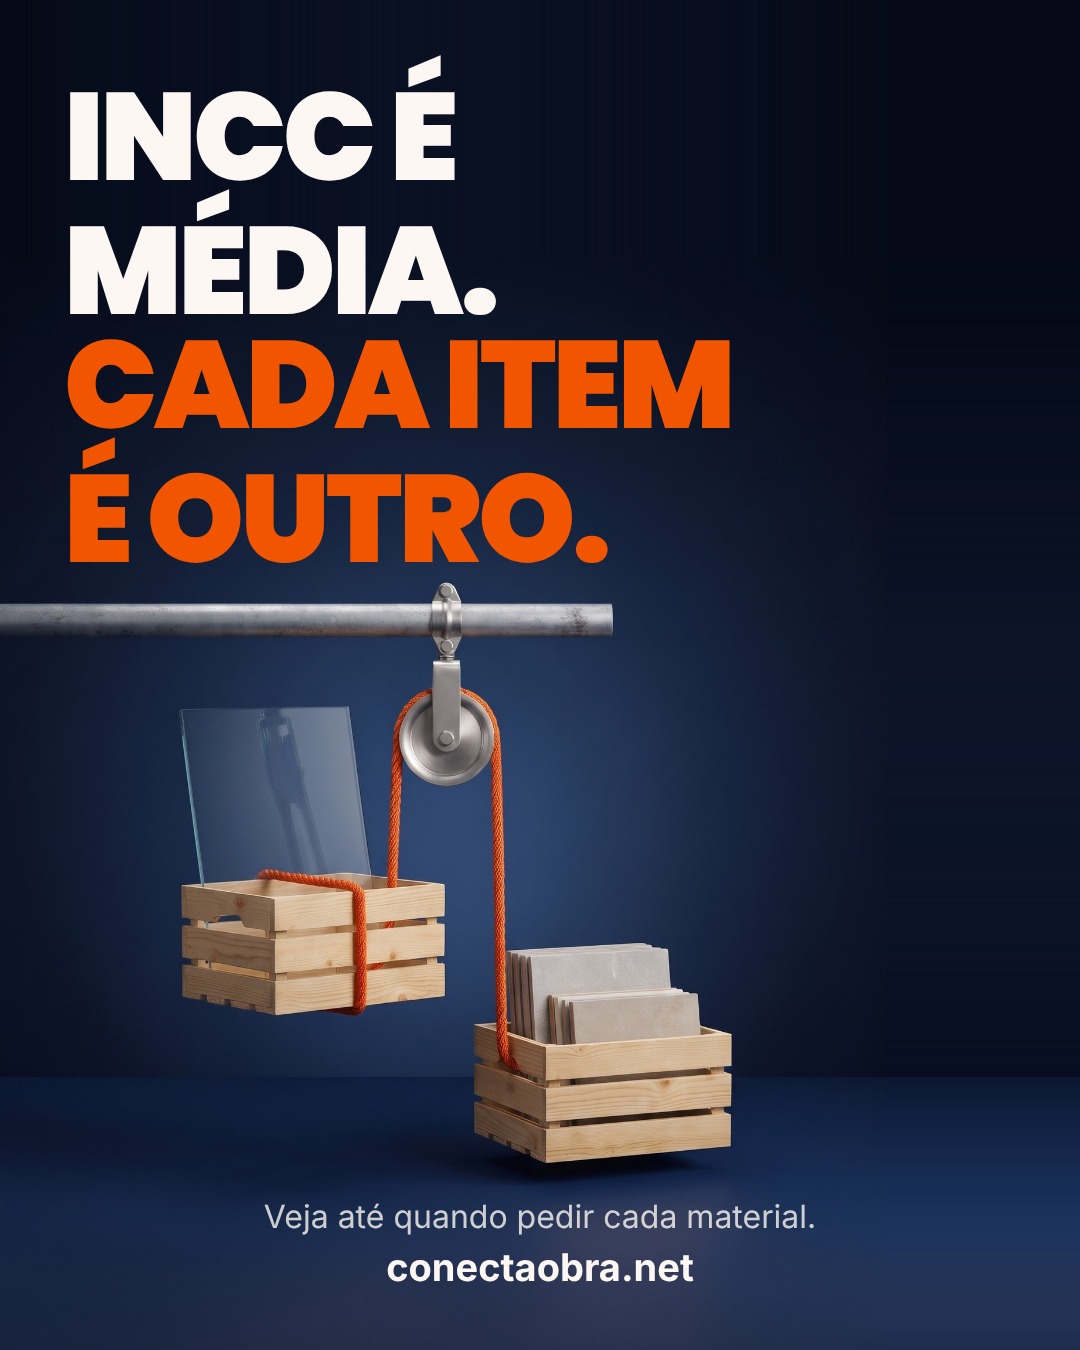 INCC É
MÉDIA.
CADA ITEM
É OUTRO.
Veja até quando pedir cada material.
conectaobra.net